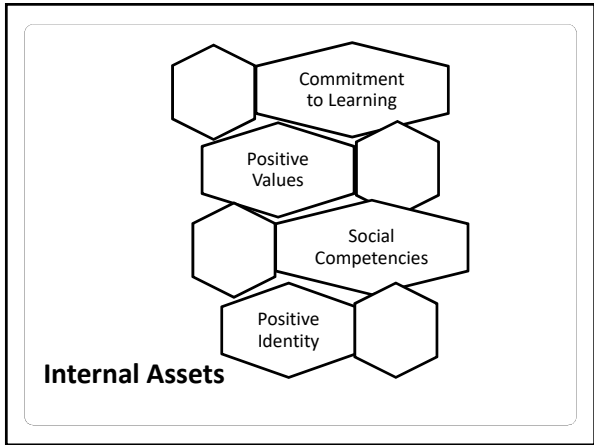 Commitment
to Learning
Positive
Values
Social
Competencies
Positive
Identity
Internal Assets